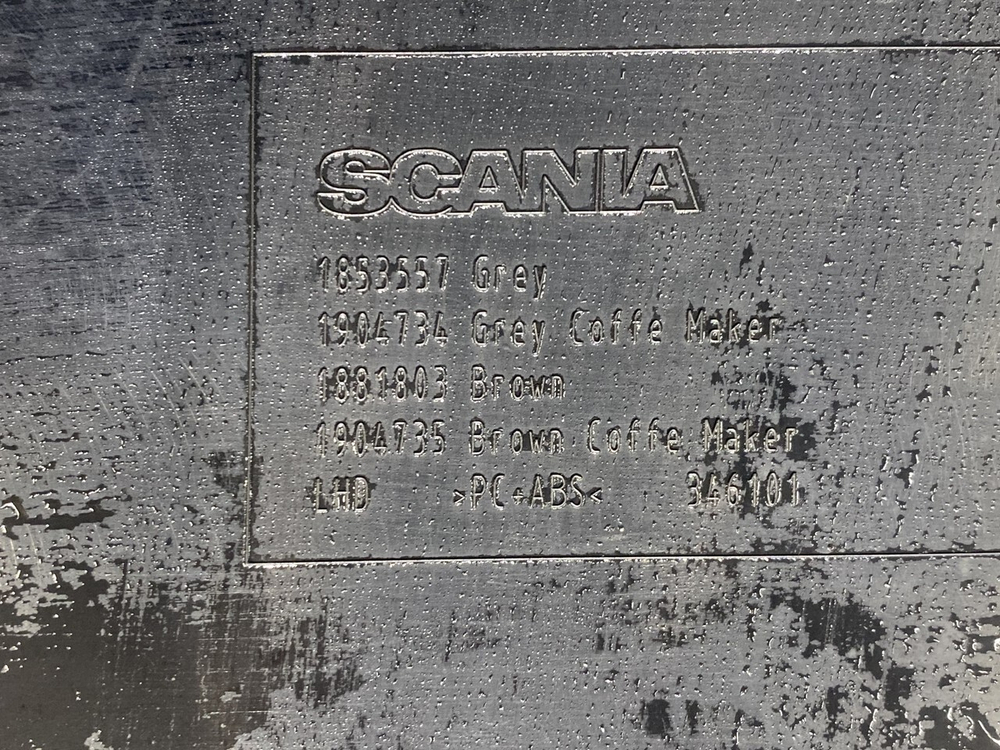 SCANIA
1853557 Grey
1904734 Grey Coffe Maker
1881803 Brown
1904735 Brown Coffe Maker
LHD >PC+ABS< 346101